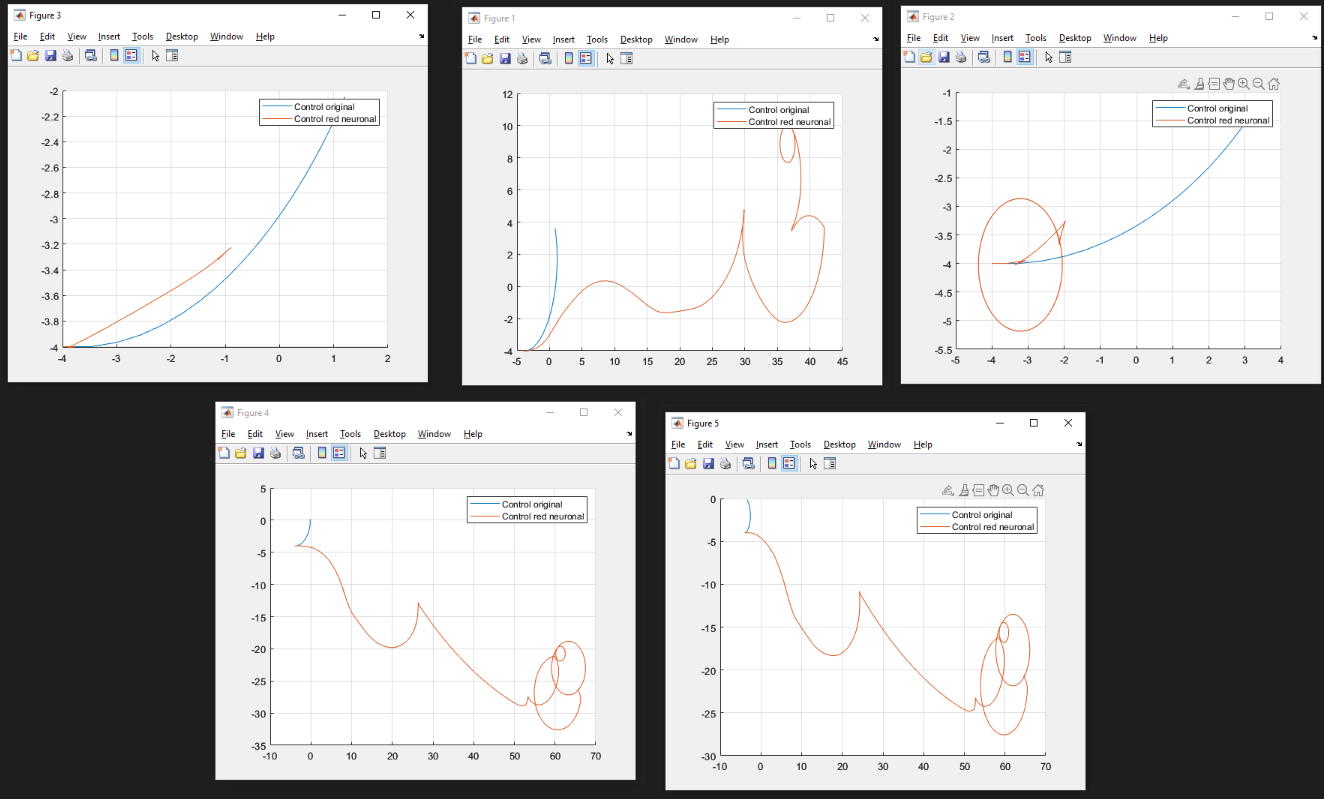 Figure 3
File Edit View Insert Tools Desktop Window Help
Control original
Control red neuronal
-2
-2.2
-2.4
-2.6
-2.8
-3
-3.2
-3.4
-3.6
-3.8
-4
-4 -3 -2 -1 0 1 2
Figure 1
File Edit View Insert Tools Desktop Window Help
Control original
Control red neuronal
12
10
8
6
4
2
0
-2
-4
-5 0 5 10 15 20 25 30 35 40 45
Figure 2
File Edit View Insert Tools Desktop Window Help
Control original
Control red neuronal
-1
-1.5
-2
-2.5
-3
-3.5
-4
-4.5
-5
-5.5
-5 -4 -3 -2 -1 0 1 2 3 4
Figure 4
File Edit View Insert Tools Desktop Window Help
Control original
Control red neuronal
5
0
-5
-10
-15
-20
-25
-30
-35
-10 0 10 20 30 40 50 60 70
Figure 5
File Edit View Insert Tools Desktop Window Help
Control original
Control red neuronal
0
-5
-10
-15
-20
-25
-30
-10 0 10 20 30 40 50 60 70